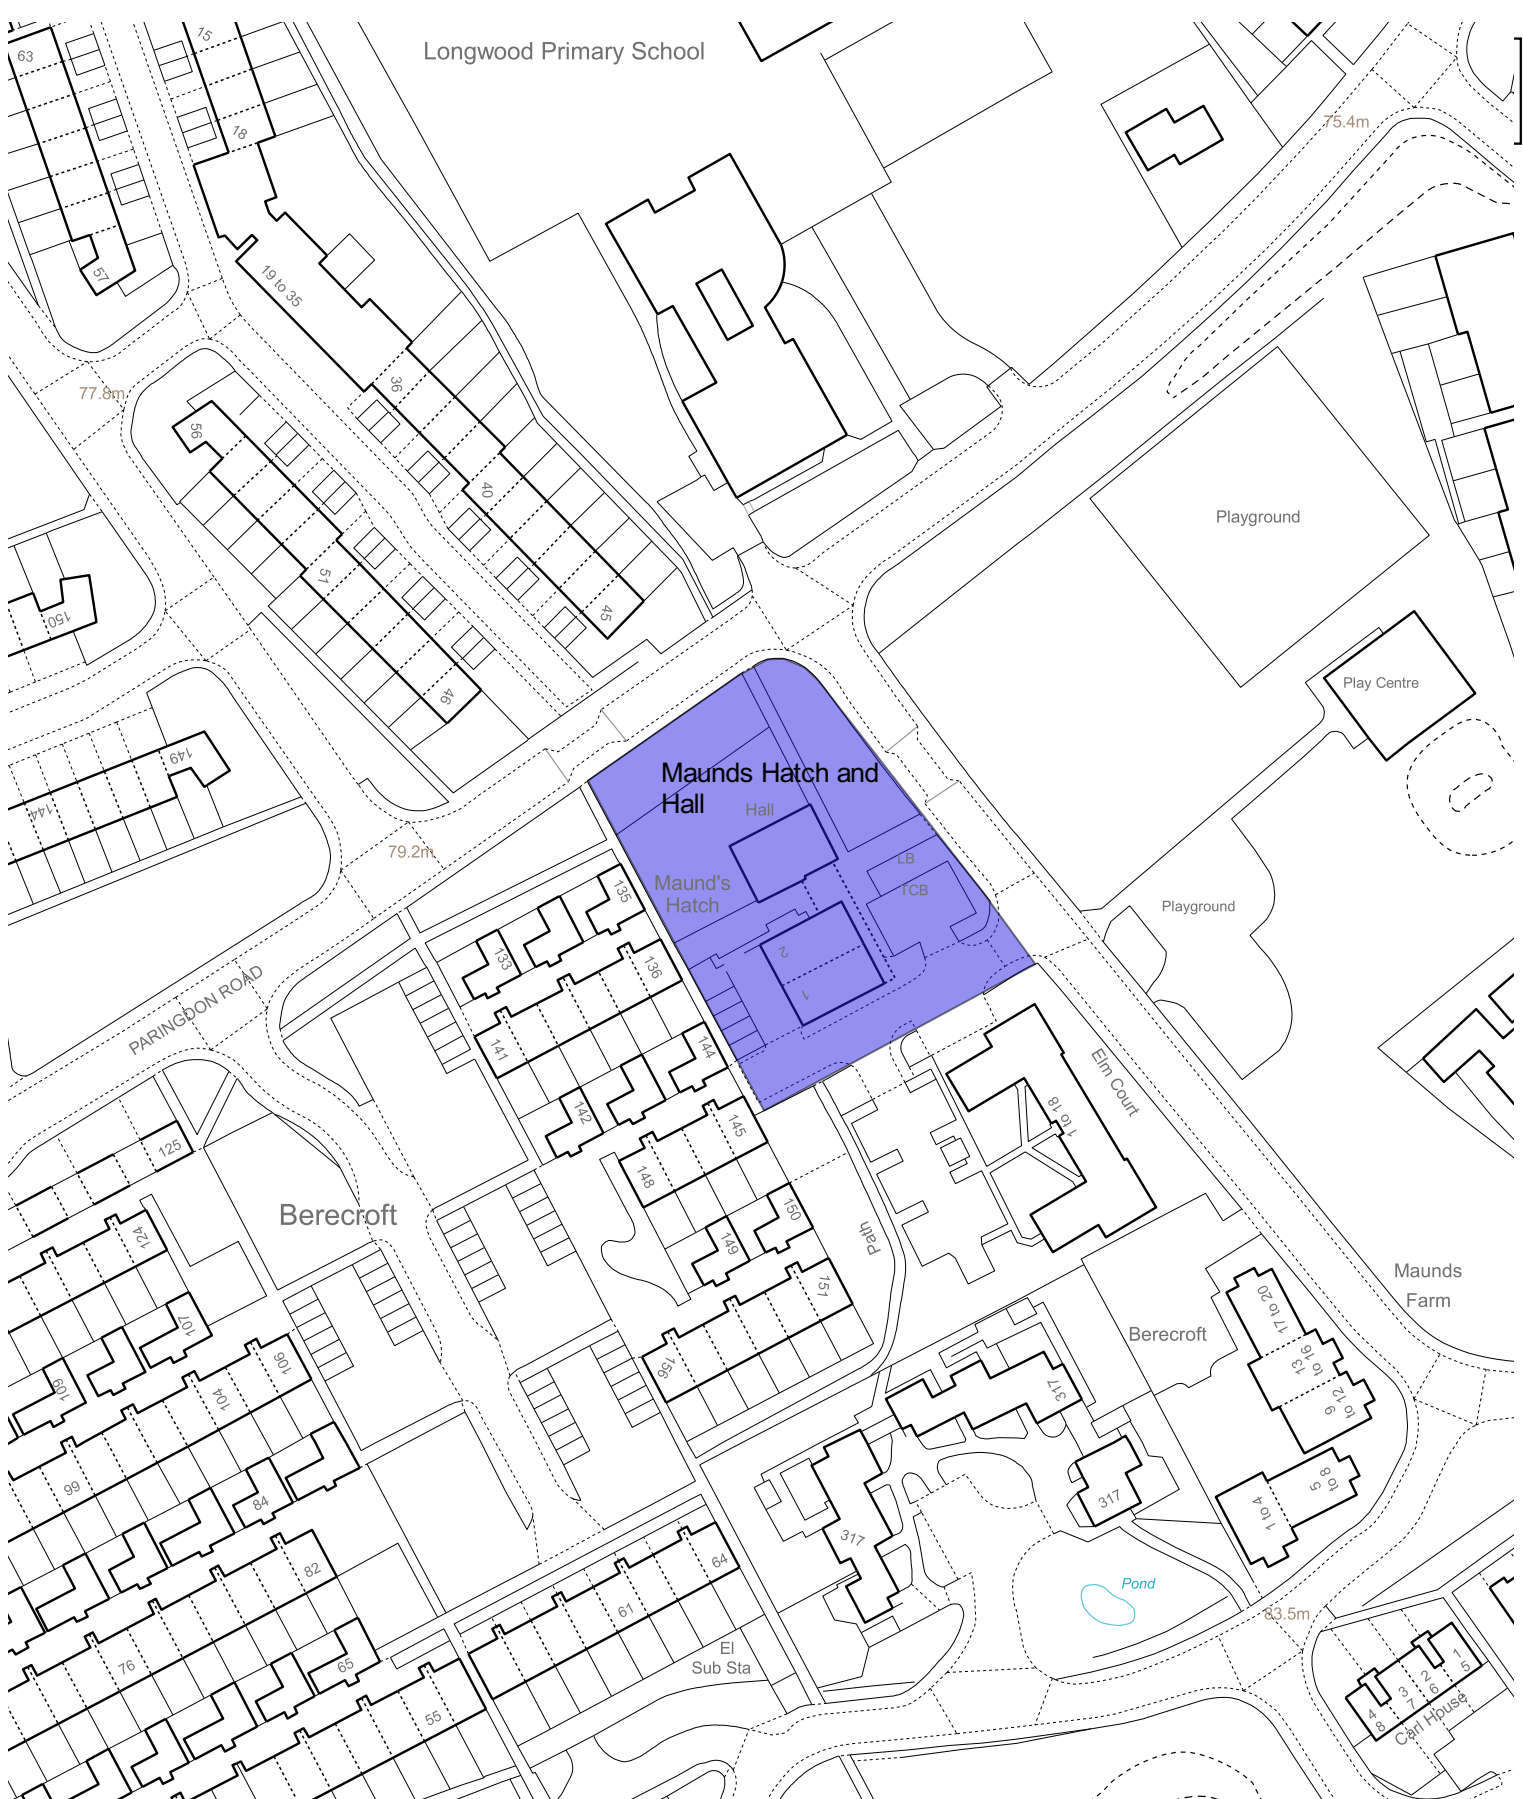 63
15
Longwood Primary School
18
75.4m
57
19 to 35
77.8m
36
56
40
Playground
51
45
150
46
Play Centre
149
144
Maunds Hatch and
Hall
Hall
79.2m
LB
TCB
Maund's
Hatch
135
133
136
Playground
2
1
PARINGDON ROAD
141
144
142
145
148
Elm Court
1 to 18
125
Berecroft
124
150
149
Path
151
156
107
106
109
104
Maunds
Farm
Berecroft
17 to 20
13
to 16
9
to 12
5
to 8
1 to 4
317
317
317
99
84
82
64
61
Pond
83.5m
El
Sub Sta
76
65
55
1
2
3
4
5
6
7
8
Carl House